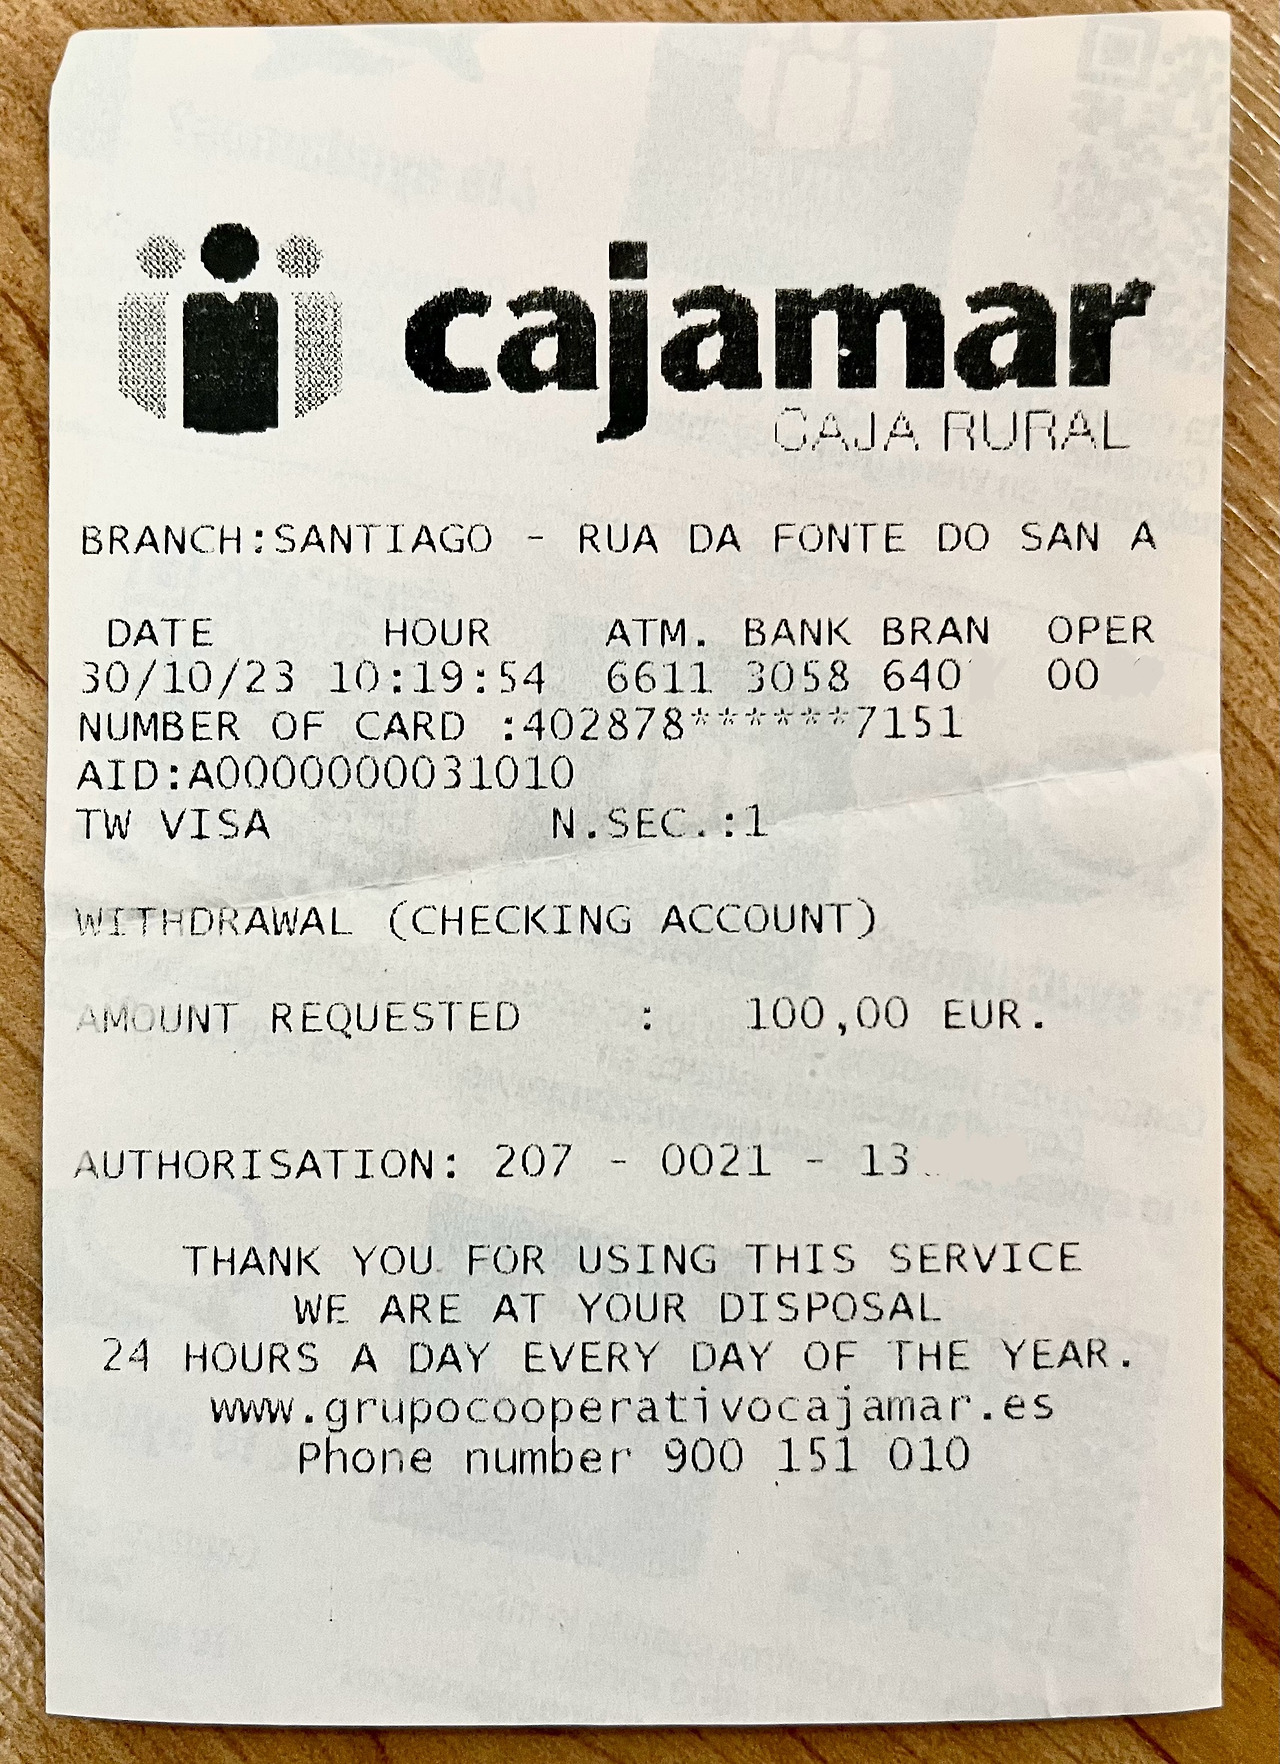 cajamar
CAJA RURAL
BRANCH:SANTIAGO - RUA DA FONTE DO SAN A
DATE HOUR ATM. BANK BRAN OPER
30/10/23 10:19:54 6611 3058 640 00
NUMBER OF CARD :402878******7151
AID:A0000000031010
TW VISA N.SEC.:1
WITHDRAWAL (CHECKING ACCOUNT)
AMOUNT REQUESTED : 100,00 EUR.
AUTHORISATION: 207 - 0021 - 13
THANK YOU FOR USING THIS SERVICE
WE ARE AT YOUR DISPOSAL
24 HOURS A DAY EVERY DAY OF THE YEAR.
www.grupocooperativocajamar.es
Phone number 900 151 010